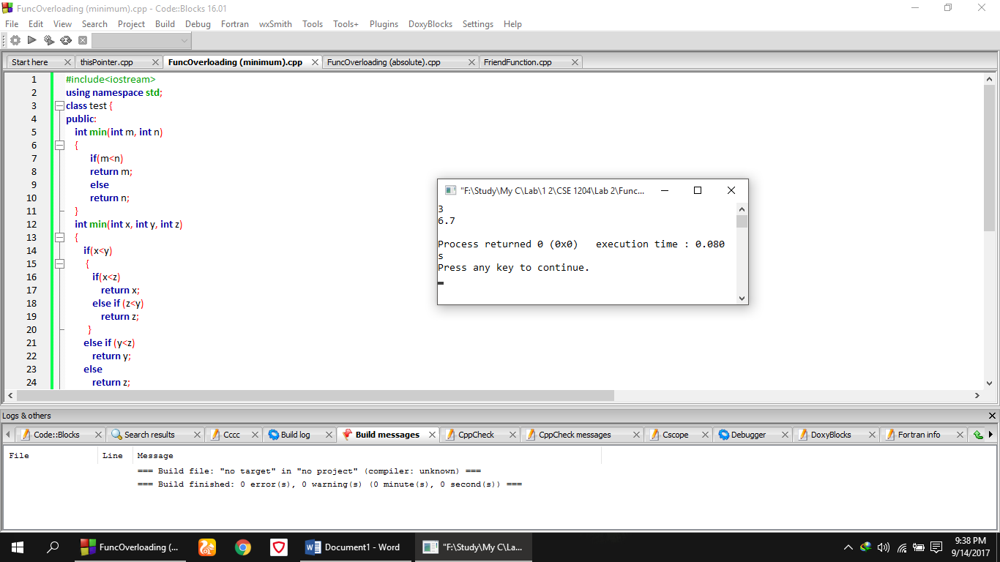 FuncOverloading (minimum).cpp - Code::Blocks 16.01
File Edit View Search Project Build Debug Fortran wxSmith Tools Tools+ Plugins DoxyBlocks Settings Help
Start here thisPointer.cpp FuncOverloading (minimum).cpp FuncOverloading (absolute).cpp FriendFunction.cpp
1 #include<iostream>
2 using namespace std;
3 class test {
4 public:
5 int min(int m, int n)
6 {
7 if(m<n)
8 return m;
9 else
10 return n;
11 }
12 int min(int x, int y, int z)
13 {
14 if(x<y)
15 {
16 if(x<z)
17 return x;
18 else if (z<y)
19 return z;
20 }
21 else if (y<z)
22 return y;
23 else
24 return z;
"F:\Study\My C\Lab\1 2\CSE 1204\Lab 2\Func...
3
6.7
Process returned 0 (0x0) execution time : 0.080
s
Press any key to continue.
Logs & others
Code::Blocks Search results Cccc Build log Build messages CppCheck CppCheck messages Cscope Debugger DoxyBlocks Fortran info
File Line Message
=== Build file: "no target" in "no project" (compiler: unknown) ===
=== Build finished: 0 error(s), 0 warning(s) (0 minute(s), 0 second(s)) ===
FuncOverloading (... Document1 - Word "F:\Study\My C\La...
9:38 PM
9/14/2017